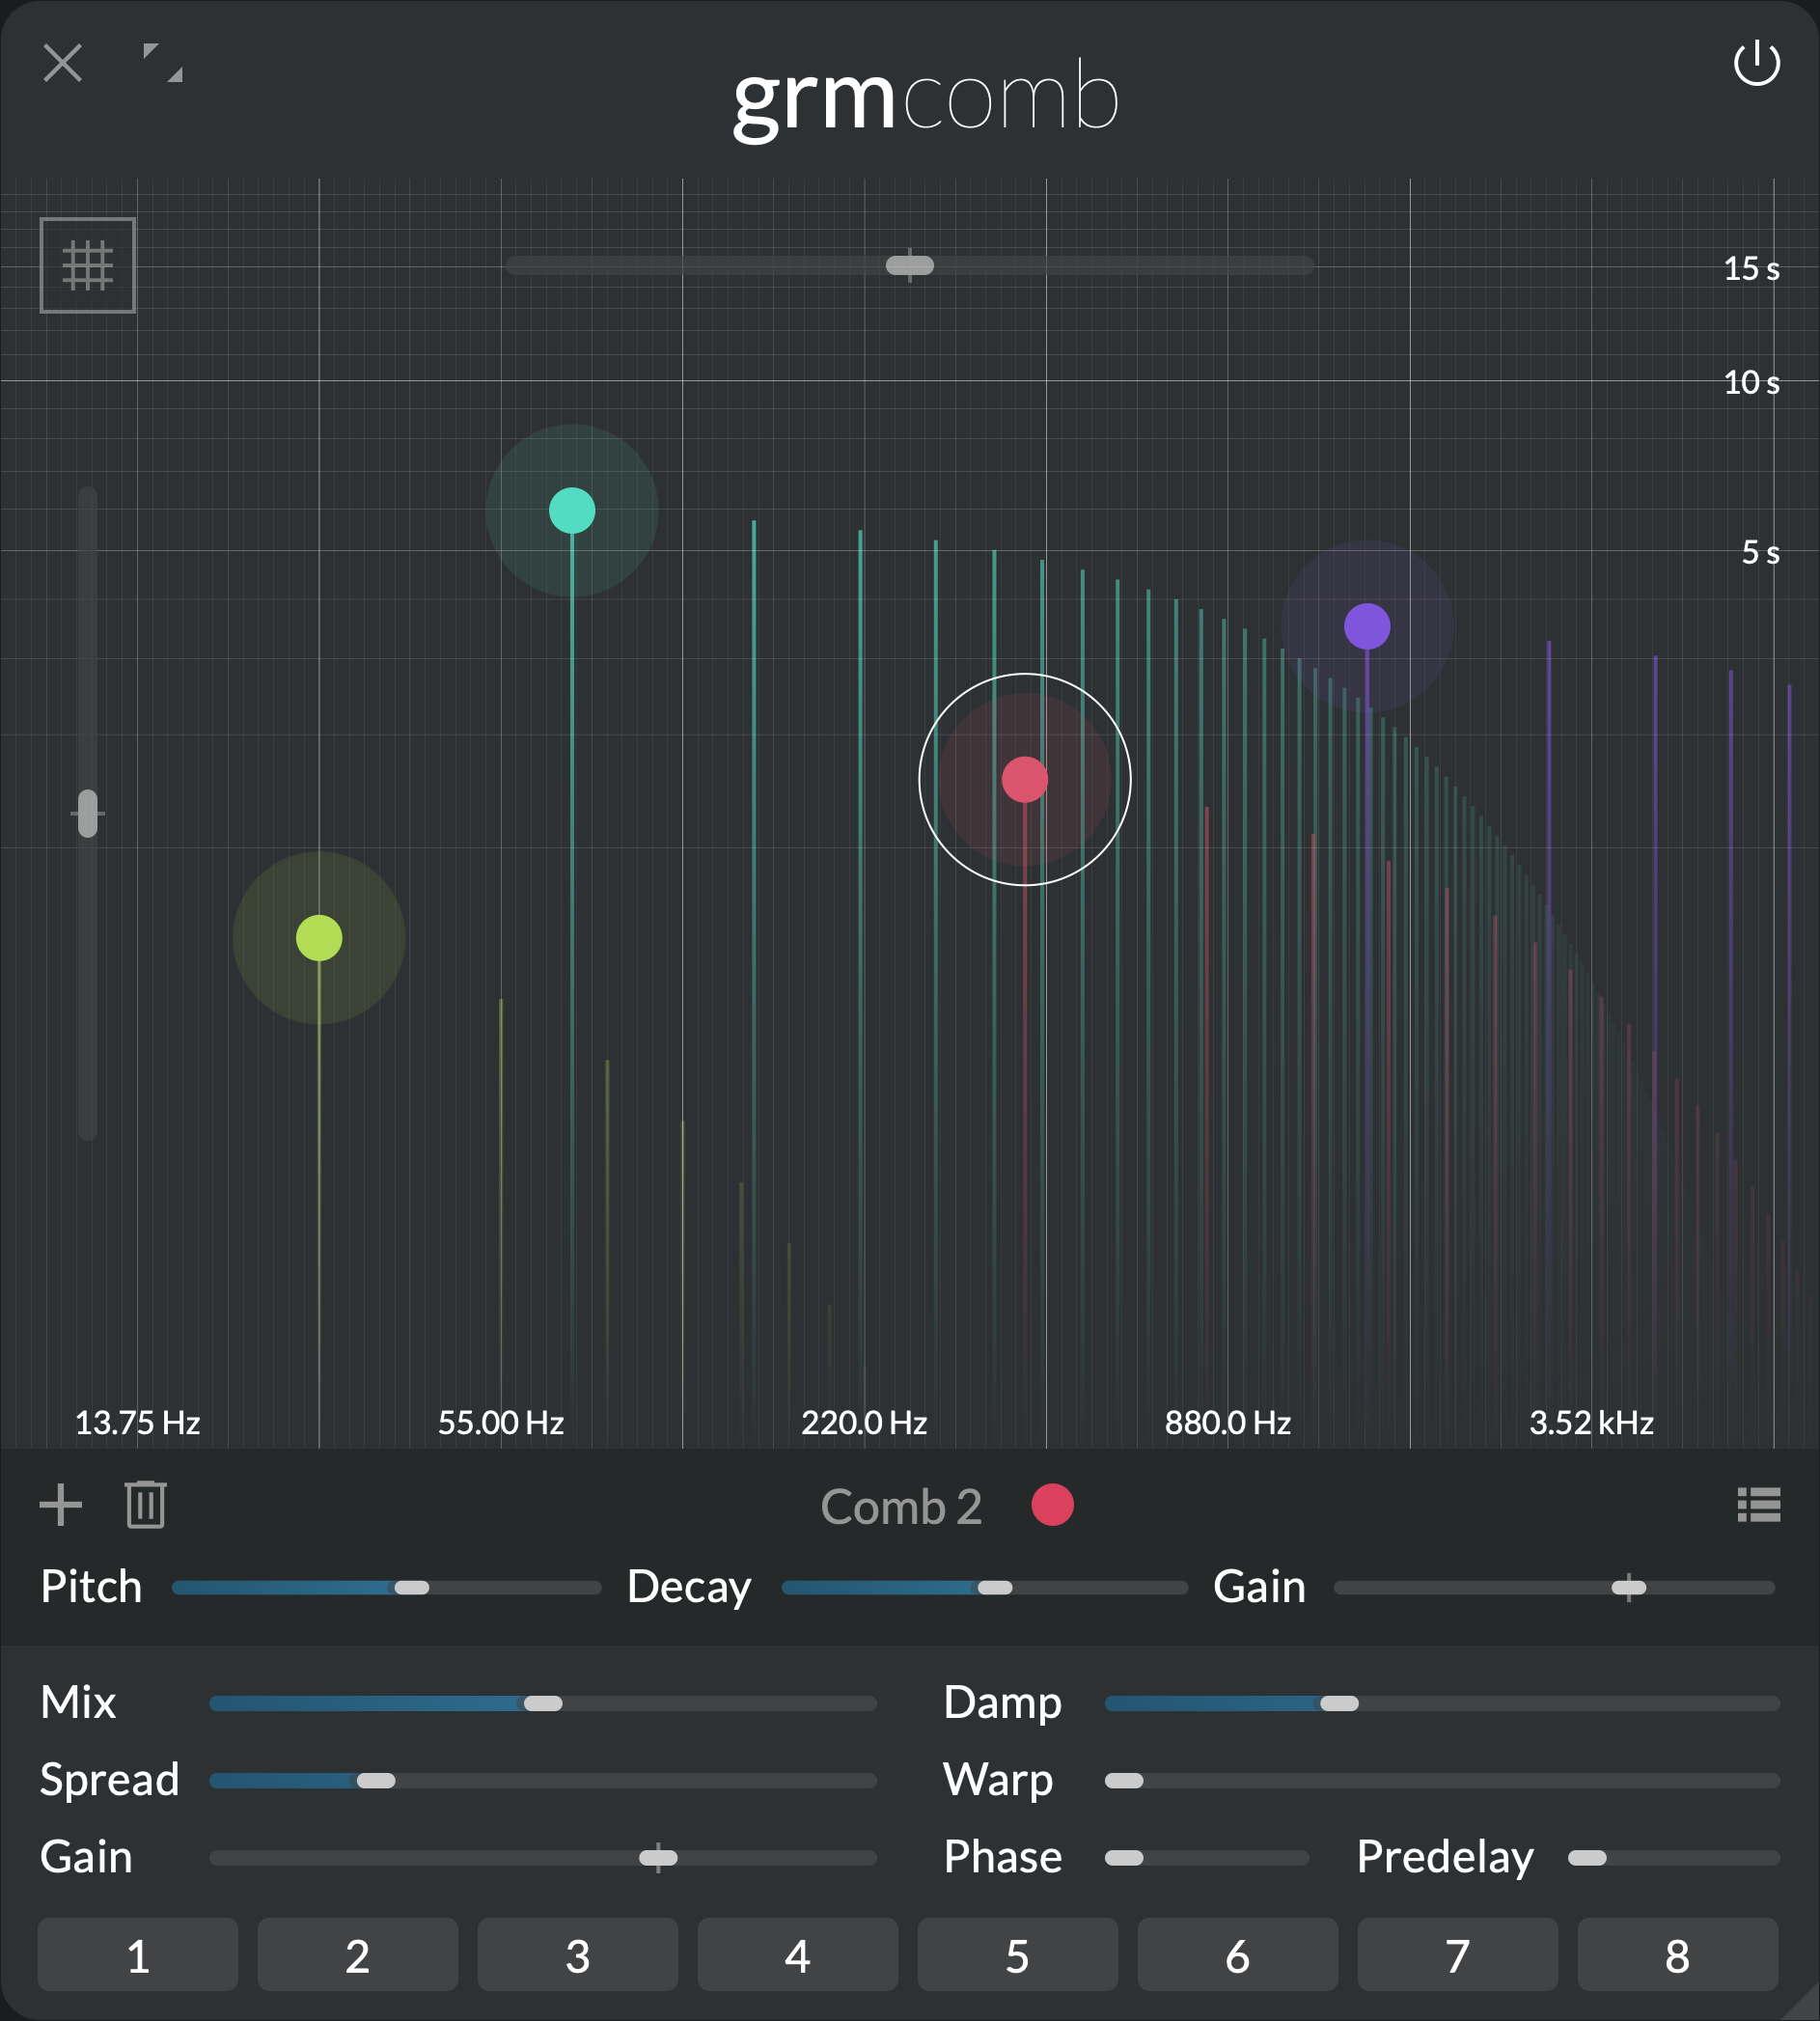 grmcomb
15 s
10 s
5 s
13.75 Hz 55.00 Hz 220.0 Hz 880.0 Hz 3.52 kHz
Comb 2
Pitch Decay Gain
Mix Damp
Spread Warp
Gain Phase Predelay
1 2 3 4 5 6 7 8